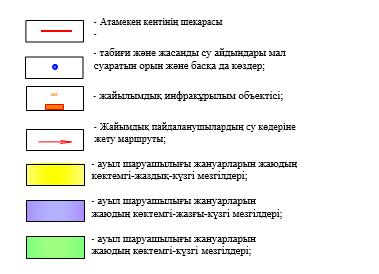 - Атамекен кентінің шекарасы
-
- табиғи және жасанды су айдындары мал
суаратын орын және басқа да көздер;
- жайылымдық инфрақұрылым объектісі;
- Жайымдық пайдаланушылардың су көдеріне
жету маршруты;
- ауыл шаруашылығы жануарларын жаюдың
көктемгі-жаздық-күзгі мезгілдері;
- ауыл шаруашылығы жануарларын
жаюдың көктемгі-жазғы-күзгі мезгілдері;
- ауыл шаруашылығы жануарларын
жаюдың көктемгі-күзгі мезгілдері;